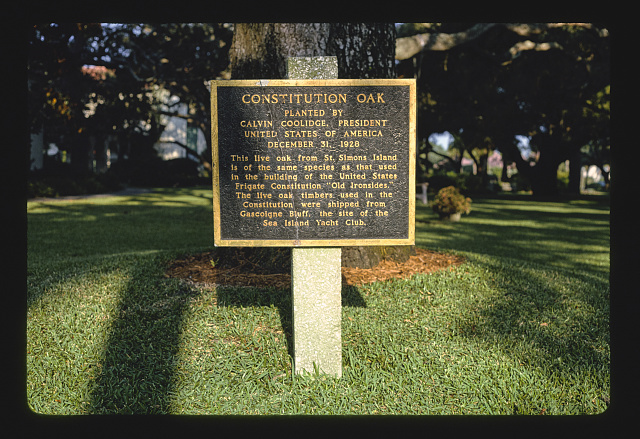 CONSTITUTION OAK
PLANTED BY
CALVIN COOLIDGE, PRESIDENT
UNITED STATES OF AMERICA
DECEMBER 31, 1928
This live oak from St. Simons Island
is of the same species as that used
in the building of the United States
Frigate Constitution "Old Ironsides."
The live oak timbers used in the
Constitution were shipped from
Gascoigne Bluff, the site of the
Sea Island Yacht Club.